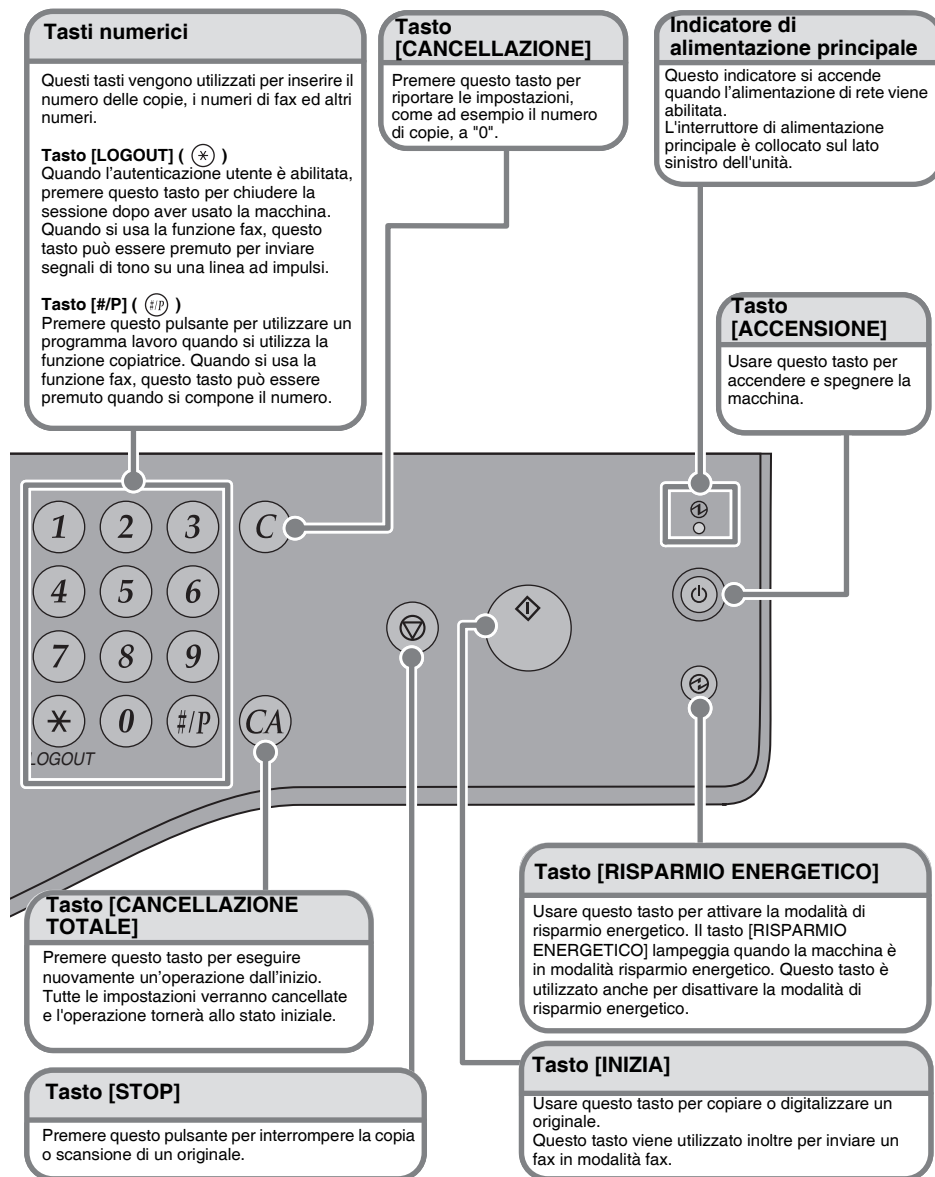 Tasti numerici
Questi tasti vengono utilizzati per inserire il
numero delle copie, i numeri di fax ed altri
numeri.
Tasto [LOGOUT] ( * )
Quando l'autenticazione utente è abilitata,
premere questo tasto per chiudere la
sessione dopo aver usato la macchina.
Quando si usa la funzione fax, questo
tasto può essere premuto per inviare
segnali di tono su una linea ad impulsi.
Tasto [#/P] ( #/P )
Premere questo pulsante per utilizzare un
programma lavoro quando si utilizza la
funzione copiatrice. Quando si usa la
funzione fax, questo tasto può essere
premuto quando si compone il numero.
Tasto
[CANCELLAZIONE]
Premere questo tasto per
riportare le impostazioni,
come ad esempio il numero
di copie, a "0".
Indicatore di
alimentazione principale
Questo indicatore si accende
quando l'alimentazione di rete viene
abilitata.
L'interruttore di alimentazione
principale è collocato sul lato
sinistro dell'unità.
Tasto
[ACCENSIONE]
Usare questo tasto per
accendere e spegnere la
macchina.
1 2 3 C
4 5 6
7 8 9
* 0 #/P CA
LOGOUT
Tasto [CANCELLAZIONE
TOTALE]
Premere questo tasto per eseguire
nuovamente un'operazione dall'inizio.
Tutte le impostazioni verranno cancellate
e l'operazione tornerà allo stato iniziale.
Tasto [STOP]
Premere questo pulsante per interrompere la copia
o scansione di un originale.
Tasto [RISPARMIO ENERGETICO]
Usare questo tasto per attivare la modalità di
risparmio energetico. Il tasto [RISPARMIO
ENERGETICO] lampeggia quando la macchina è
in modalità risparmio energetico. Questo tasto è
utilizzato anche per disattivare la modalità di
risparmio energetico.
Tasto [INIZIA]
Usare questo tasto per copiare o digitalizzare un
originale.
Questo tasto viene utilizzato inoltre per inviare un
fax in modalità fax.